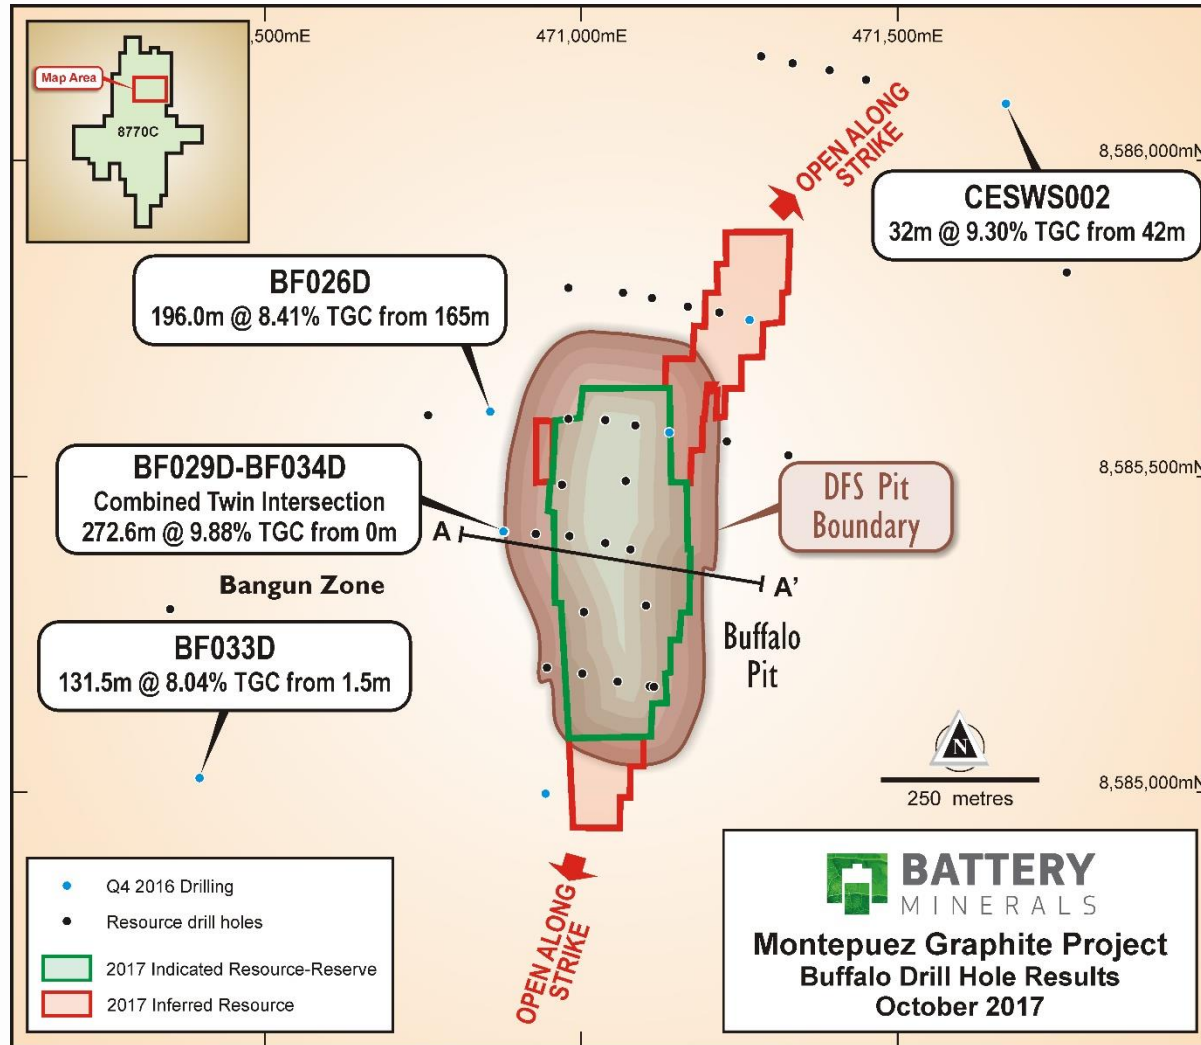 ,500mE
471,000mE
471,500mE
Map Area
8770C
OPEN ALONG
STRIKE
8,586,000mN
CESWS002
32m @ 9.30% TGC from 42m
BF026D
196.0m @ 8.41% TGC from 165m
BF029D-BF034D
Combined Twin Intersection
272.6m @ 9.88% TGC from 0m
8,585,500mN
DFS Pit
Boundary
A
A'
Bangun Zone
Buffalo
Pit
BF033D
131.5m @ 8.04% TGC from 1.5m
N
250 metres
8,585,000mN
OPEN ALONG
STRIKE
Q4 2016 Drilling
Resource drill holes
2017 Indicated Resource-Reserve
2017 Inferred Resource
BATTERY
MINERALS
Montepuez Graphite Project
Buffalo Drill Hole Results
October 2017